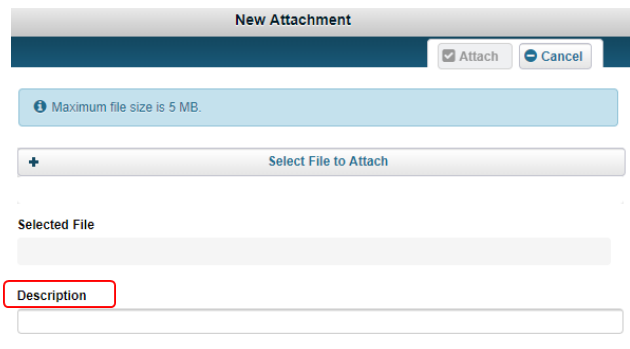 New Attachment
Attach Cancel
Maximum file size is 5 MB.
Select File to Attach
Selected File
Description